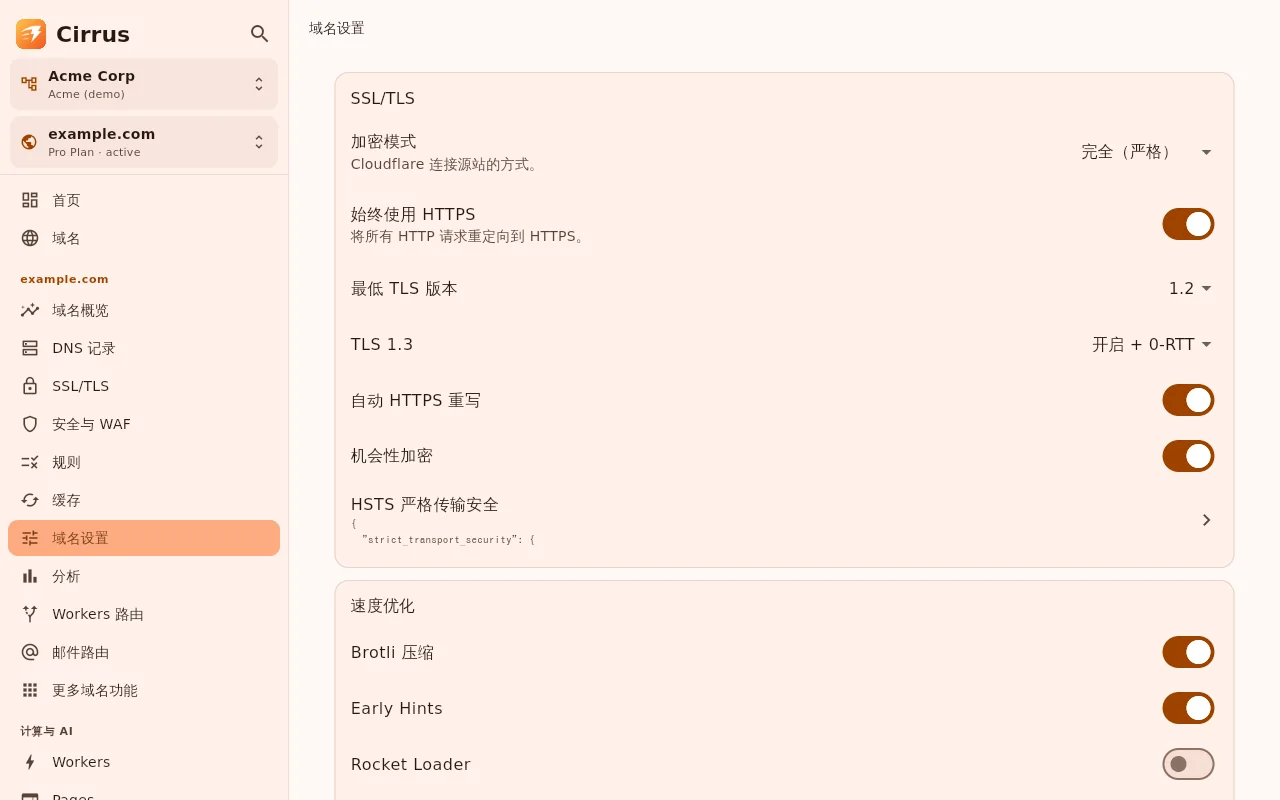 Cirrus
Acme Corp
Acme (demo)
example.com
Pro Plan · active
首页
域名
example.com
域名概览
DNS 记录
SSL/TLS
安全与 WAF
规则
缓存
域名设置
分析
Workers 路由
邮件路由
更多域名功能
计算与 AI
Workers
Pages
域名设置
SSL/TLS
加密模式
Cloudflare 连接源站的方式。
完全（严格）
始终使用 HTTPS
将所有 HTTP 请求重定向到 HTTPS。
最低 TLS 版本
1.2
TLS 1.3
开启 + 0-RTT
自动 HTTPS 重写
机会性加密
HSTS 严格传输安全
{
"strict_transport_security": {
速度优化
Brotli 压缩
Early Hints
Rocket Loader